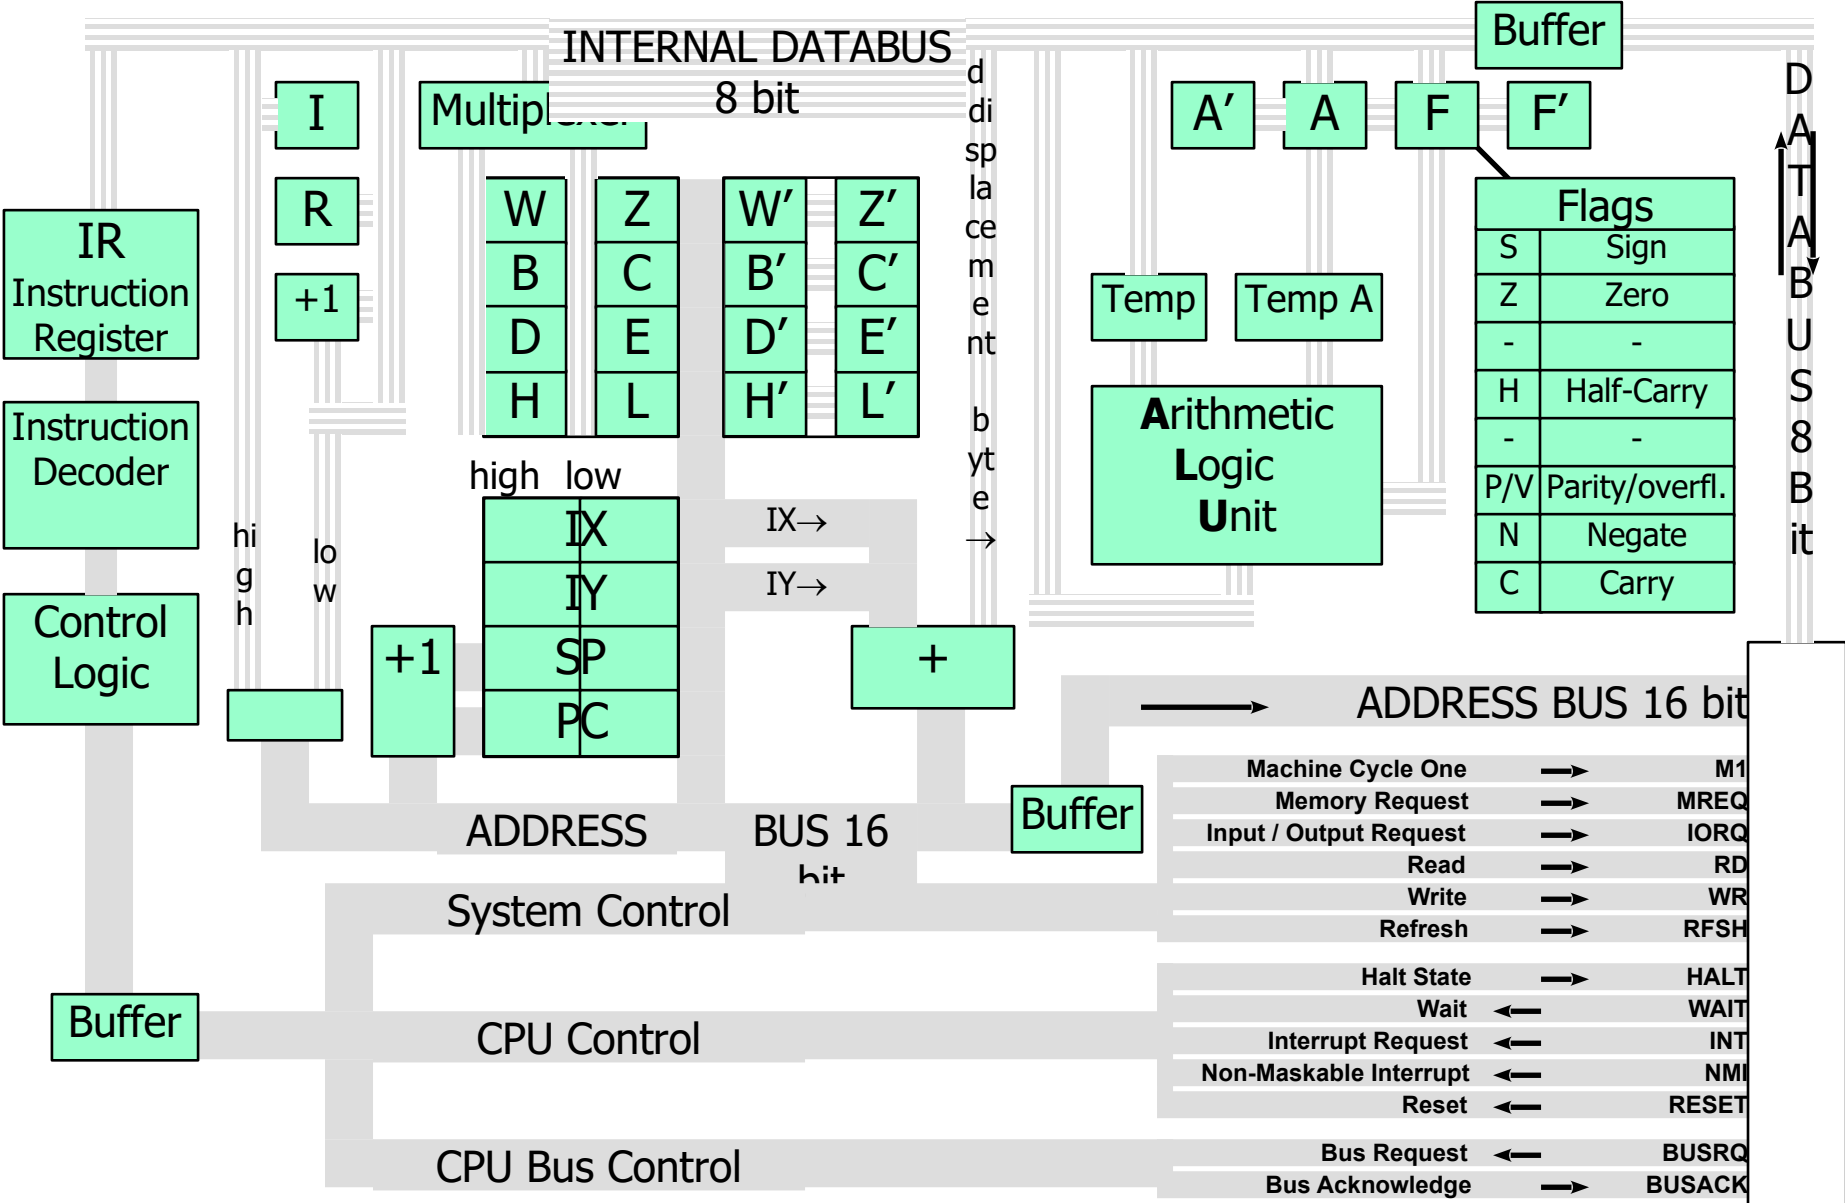 INTERNAL DATABUS
8 bit
Buffer
I
Multiplexer
A′
A
F
F′
R
+1
W
Z
W′
Z′
B
C
B′
C′
D
E
D′
E′
H
L
H′
L′
IR
Instruction
Register
Instruction
Decoder
Control
Logic
d
di
sp
la
ce
m
e
nt
b
yt
e
→
Temp
Temp A
Arithmetic
Logic
Unit
Flags
S Sign
Z Zero
- -
H Half-Carry
- -
P/V Parity/overfl.
N Negate
C Carry
D
A
T
A
B
U
S
8
B
it
hi
g
h
lo
w
high low
IX
IY
SP
PC
+1
IX→
IY→
+
ADDRESS BUS 16 bit
Buffer
ADDRESS BUS 16
bit
System Control
Machine Cycle One → M1
Memory Request → MREQ
Input / Output Request → IORQ
Read → RD
Write → WR
Refresh → RFSH
Buffer
CPU Control
Halt State → HALT
Wait ← WAIT
Interrupt Request ← INT
Non-Maskable Interrupt ← NMI
Reset ← RESET
CPU Bus Control
Bus Request ← BUSRQ
Bus Acknowledge → BUSACK